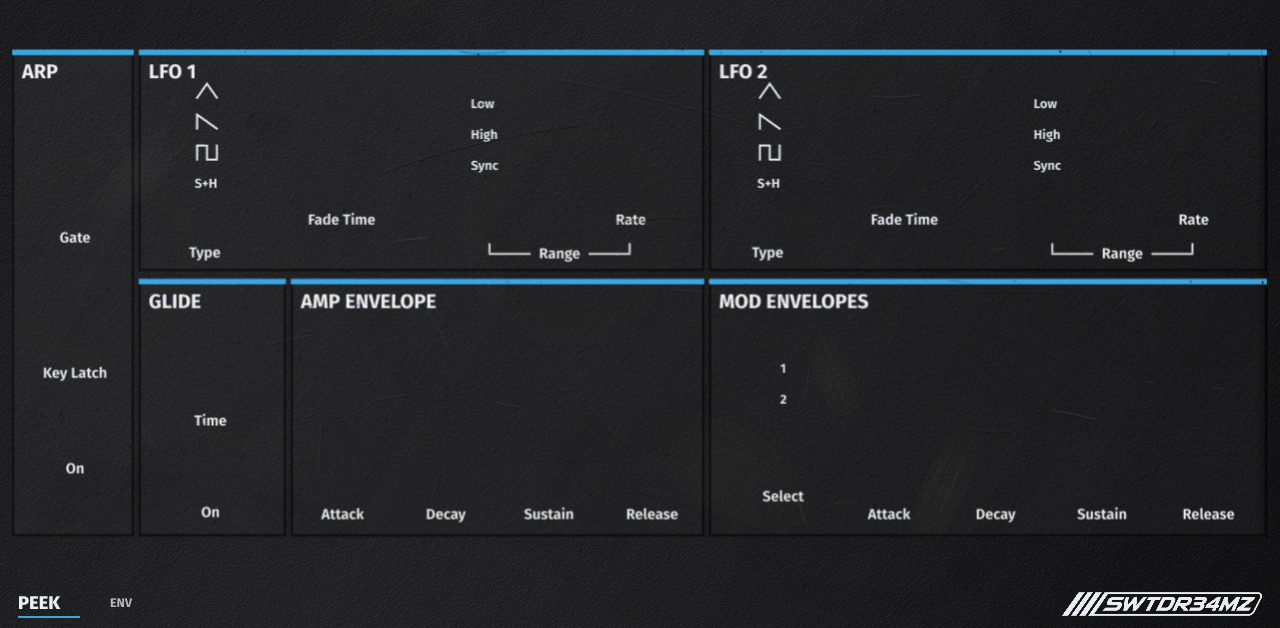 ARP
Gate
Key Latch
On
LFO 1
S+H
Type
Fade Time
Low
High
Sync
Rate
Range
LFO 2
S+H
Type
Fade Time
Low
High
Sync
Rate
Range
GLIDE
Time
On
AMP ENVELOPE
Attack Decay Sustain Release
MOD ENVELOPES
1
2
Select
Attack Decay Sustain Release
PEEK ENV
SWTDR34MZ